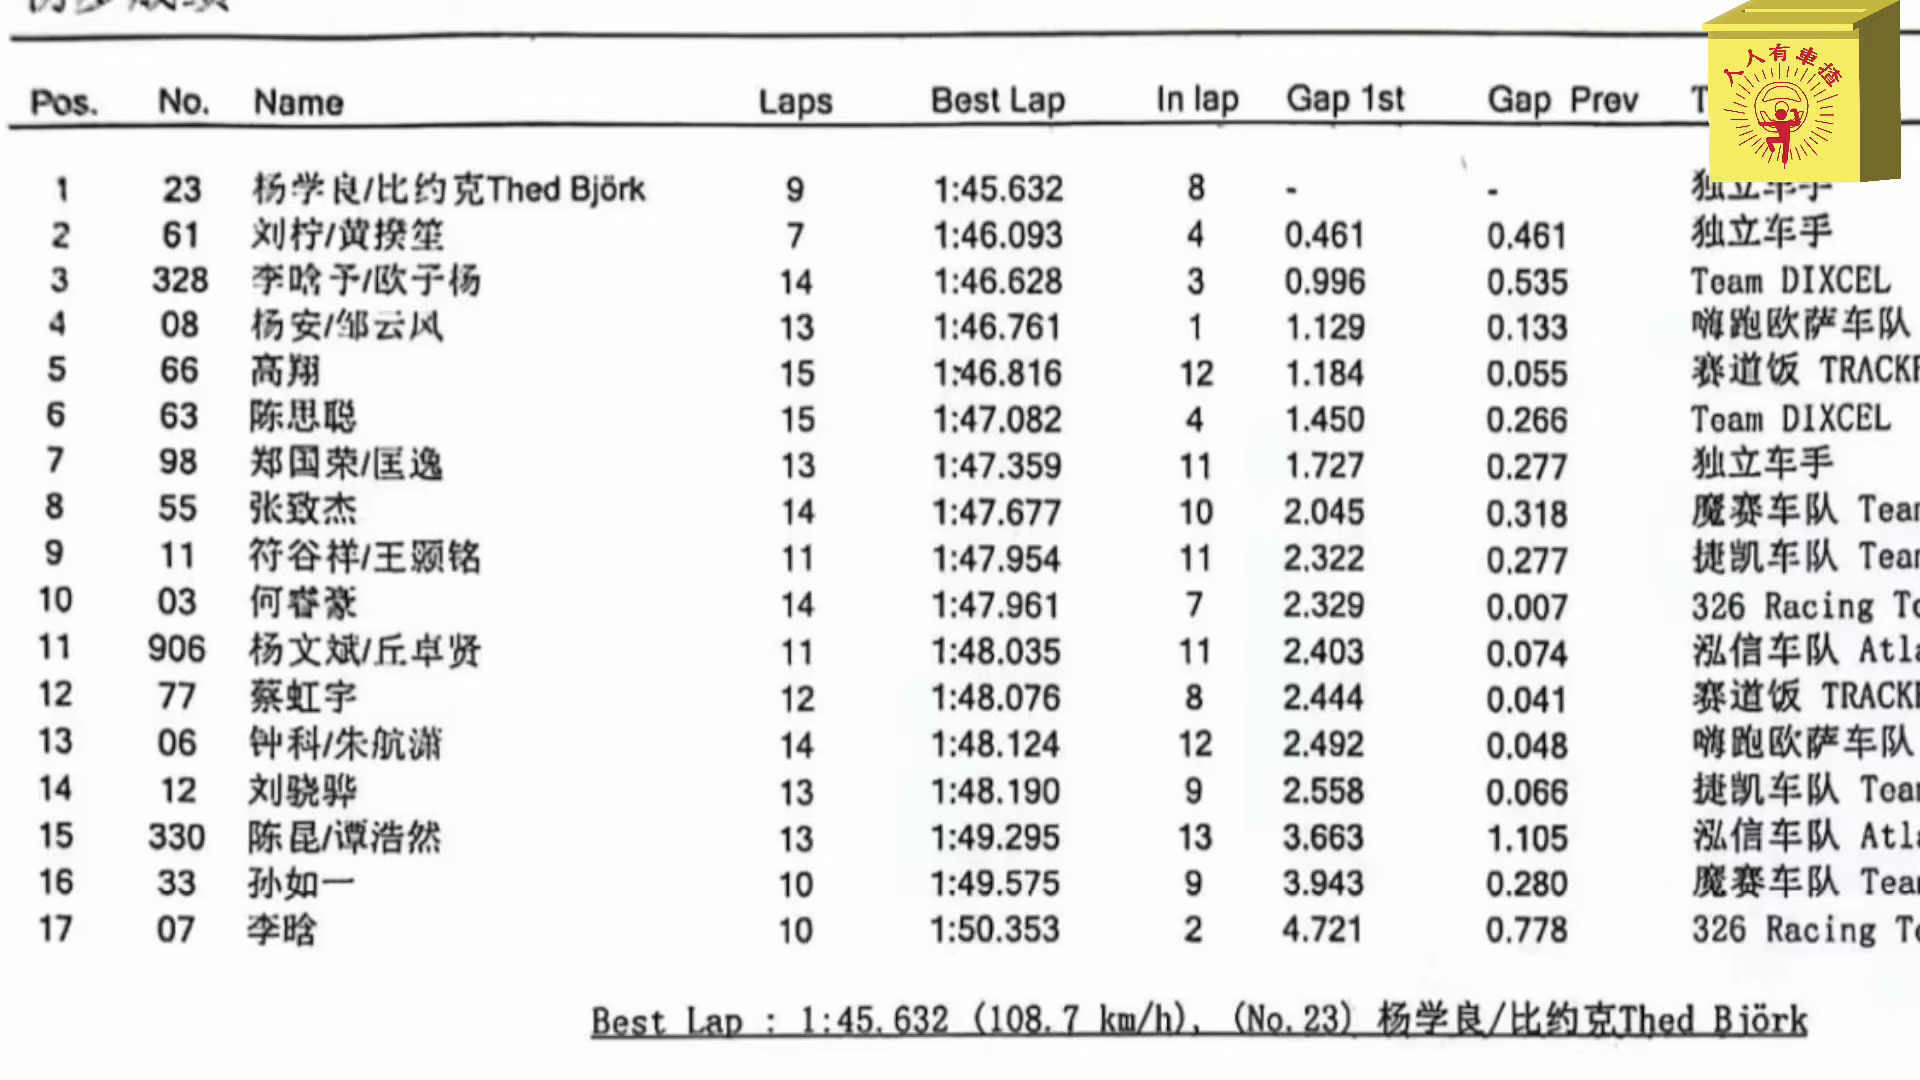 Pos. No. Name Laps Best Lap In lap Gap 1st Gap Prev
人人有車揸
1 23 杨学良/比约克Thed Björk 9 1:45.632 8 - - 独立车手
2 61 刘柠/黄揆笙 7 1:46.093 4 0.461 0.461 独立车手
3 328 李晗予/欧子杨 14 1:46.628 3 0.996 0.535 Team DIXCEL
4 08 杨安/邹云风 13 1:46.761 1 1.129 0.133 嗨跑欧萨车队
5 66 高翔 15 1:46.816 12 1.184 0.055 赛道饭 TRACK
6 63 陈思聪 15 1:47.082 4 1.450 0.266 Team DIXCEL
7 98 郑国荣/匡逸 13 1:47.359 11 1.727 0.277 独立车手
8 55 张致杰 14 1:47.677 10 2.045 0.318 魔赛车队 Team
9 11 符谷祥/王颢铭 11 1:47.954 11 2.322 0.277 捷凯车队 Team
10 03 何睿豪 14 1:47.961 7 2.329 0.007 326 Racing Te
11 906 杨文斌/丘卓贤 11 1:48.035 11 2.403 0.074 泓信车队 Atla
12 77 蔡虹宇 12 1:48.076 8 2.444 0.041 赛道饭 TRACK
13 06 钟科/朱航潇 14 1:48.124 12 2.492 0.048 嗨跑欧萨车队
14 12 刘骁骅 13 1:48.190 9 2.558 0.066 捷凯车队 Team
15 330 陈昆/谭浩然 13 1:49.295 13 3.663 1.105 泓信车队 Atla
16 33 孙如一 10 1:49.575 9 3.943 0.280 魔赛车队 Team
17 07 李晗 10 1:50.353 2 4.721 0.778 326 Racing Te
Best Lap : 1:45.632 (108.7 km/h), (No.23) 杨学良/比约克Thed Björk